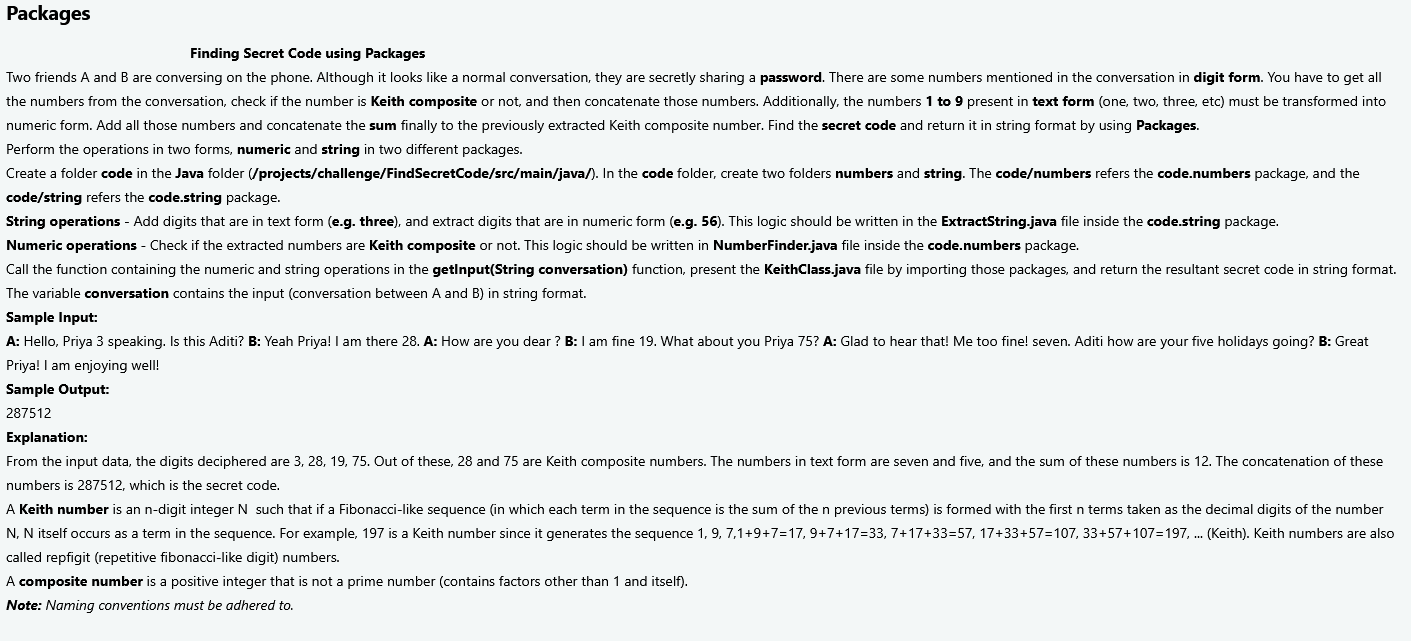 Packages
Finding Secret Code using Packages
Two friends A and B are conversing on the phone. Although it looks like a normal conversation, they are secretly sharing a password. There are some numbers mentioned in the conversation in digit form. You have to get all
the numbers from the conversation, check if the number is Keith composite or not, and then concatenate those numbers. Additionally, the numbers 1 to 9 present in text form (one, two, three, etc) must be transformed into
numeric form. Add all those numbers and concatenate the sum finally to the previously extracted Keith composite number. Find the secret code and return it in string format by using Packages.
Perform the operations in two forms, numeric and string in two different packages.
Create a folder code in the Java folder (/projects/challenge/FindSecretCode/src/main/java/). In the code folder, create two folders numbers and string. The code/numbers refers the code.numbers package, and the
code/string refers the code.string package.
String operations - Add digits that are in text form (e.g. three), and extract digits that are in numeric form (e.g. 56). This logic should be written in the ExtractString.java file inside the code.string package.
Numeric operations - Check if the extracted numbers are Keith composite or not. This logic should be written in NumberFinder.java file inside the code.numbers package.
Call the function containing the numeric and string operations in the getInput(String conversation) function, present the KeithClass.java file by importing those packages, and return the resultant secret code in string format.
The variable conversation contains the input (conversation between A and B) in string format.
Sample Input:
A: Hello, Priya 3 speaking. Is this Aditi? B: Yeah Priya! I am there 28. A: How are you dear ? B: I am fine 19. What about you Priya 75? A: Glad to hear that! Me too fine! seven. Aditi how are your five holidays going? B: Great
Priya! I am enjoying well!
Sample Output:
287512
Explanation:
From the input data, the digits deciphered are 3, 28, 19, 75. Out of these, 28 and 75 are Keith composite numbers. The numbers in text form are seven and five, and the sum of these numbers is 12. The concatenation of these
numbers is 287512, which is the secret code.
A Keith number is an n-digit integer N such that if a Fibonacci-like sequence (in which each term in the sequence is the sum of the n previous terms) is formed with the first n terms taken as the decimal digits of the number
N, N itself occurs as a term in the sequence. For example, 197 is a Keith number since it generates the sequence 1, 9, 7,1+9+7=17, 9+7+17=33, 7+17+33=57, 17+33+57=107, 33+57+107=197, ... (Keith). Keith numbers are also
called repfigit (repetitive fibonacci-like digit) numbers.
A composite number is a positive integer that is not a prime number (contains factors other than 1 and itself).
Note: Naming conventions must be adhered to.